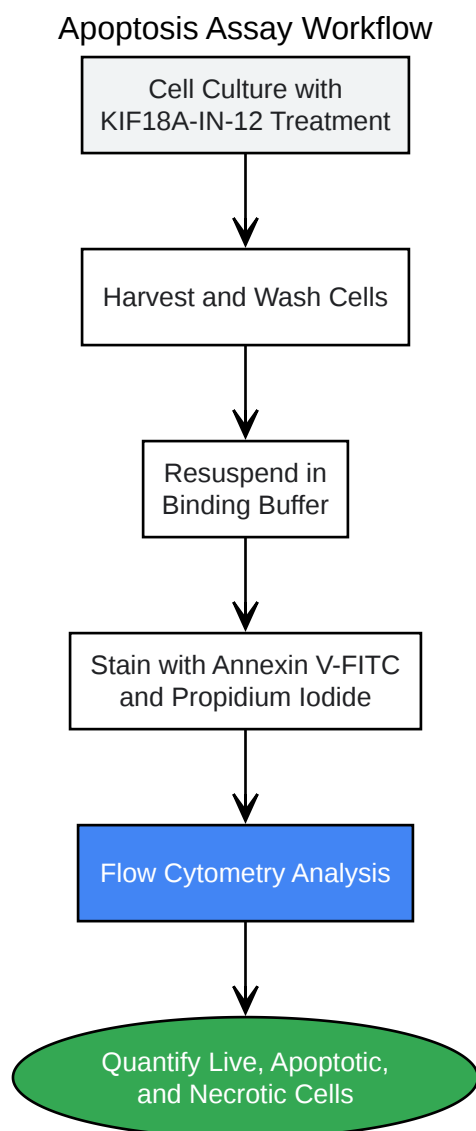 Apoptosis Assay Workflow
Cell Culture with
KIF18A-IN-12 Treatment
Harvest and Wash Cells
Resuspend in
Binding Buffer
Stain with Annexin V-FITC
and Propidium Iodide
Flow Cytometry Analysis
Quantify Live, Apoptotic,
and Necrotic Cells